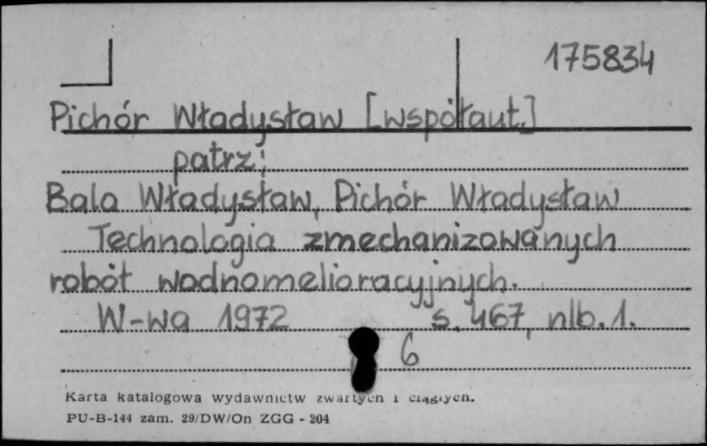 175834
Pichór Władysław [współaut.]
patrz:
Bala Władysław, Pichór Władysław
Technologia zmechanizowanych
robót wodnomelioracyjnych.
W-wa 1972 s. 467, nlb. 1.
6
Karta katalogowa wydawnictw zwartych i ciągłych.
PU-B-144 zam. 29/DW/On ZGG - 204